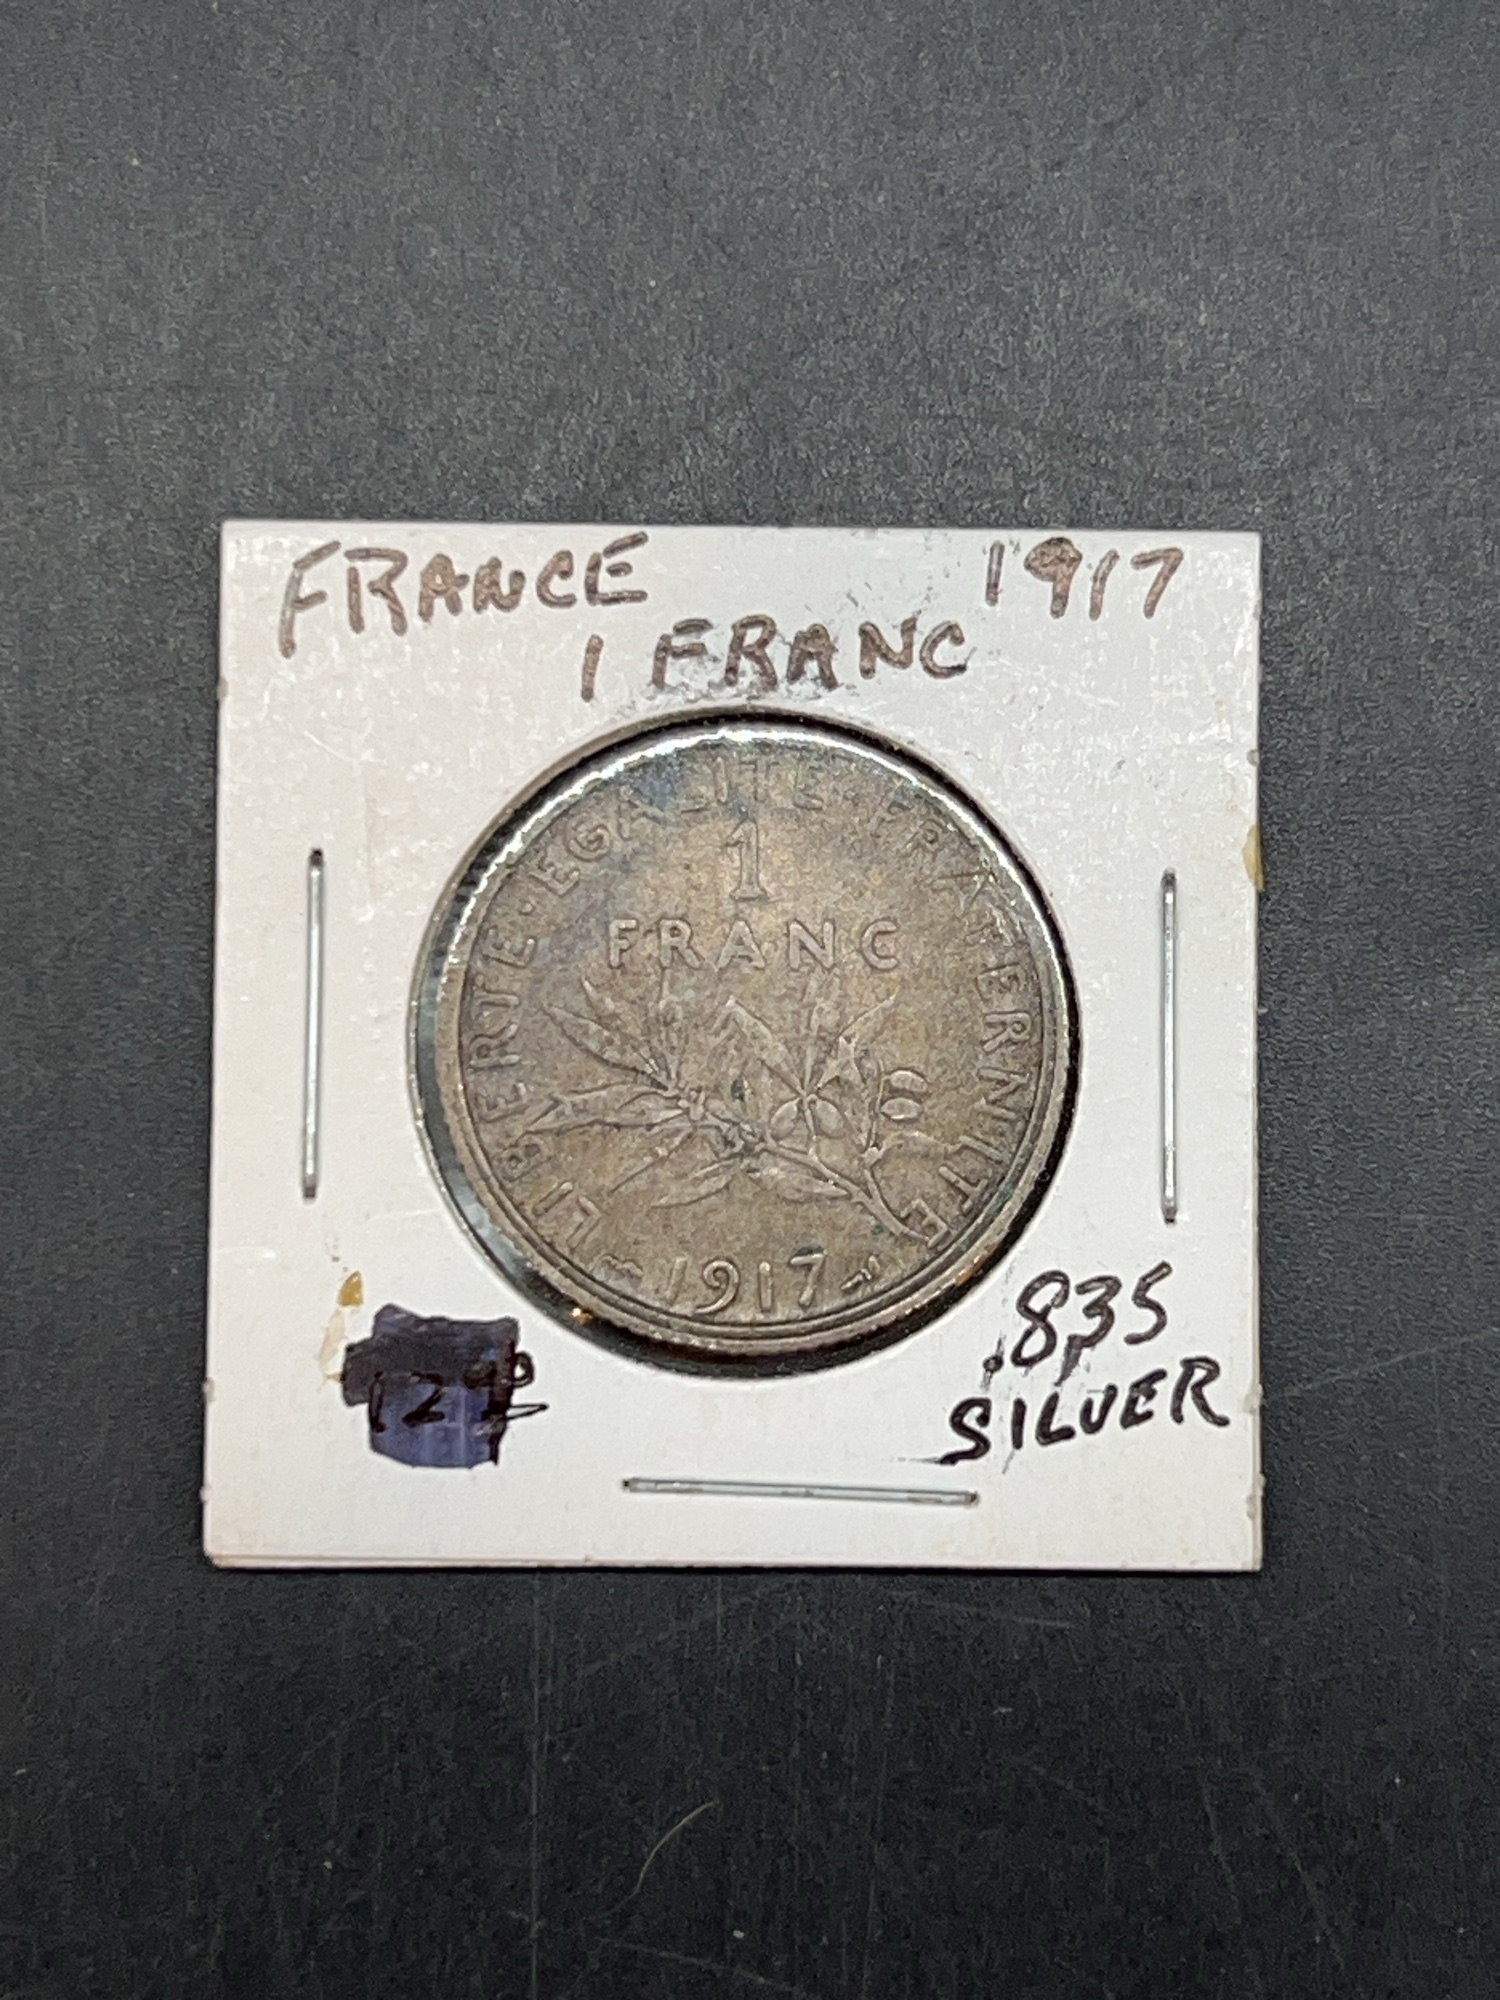 FRANCE 1917
1 FRANC
LIBERTE · EGALITE · FRATERNITE
1
FRANC
1917
.835
SILVER